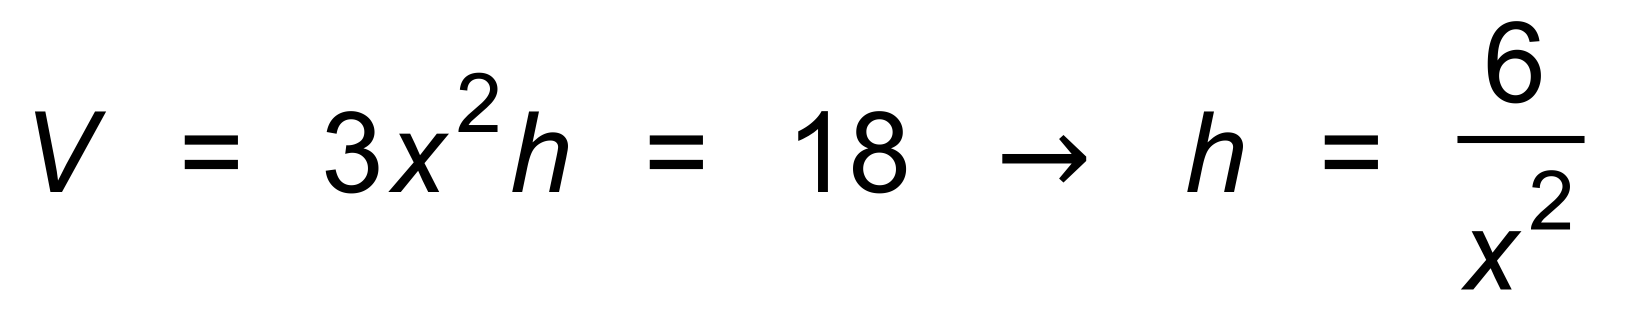 V = 3x²h = 18 → h = 6/x²